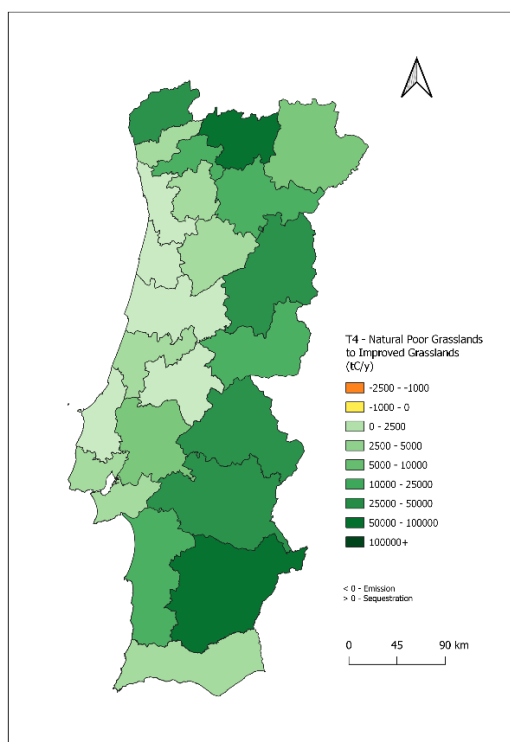 T4 - Natural Poor Grasslands
to Improved Grasslands
(tC/y)
-2500 - -1000
-1000 - 0
0 - 2500
2500 - 5000
5000 - 10000
10000 - 25000
25000 - 50000
50000 - 100000
100000+
< 0 - Emission
> 0 - Sequestration
0 45 90 km